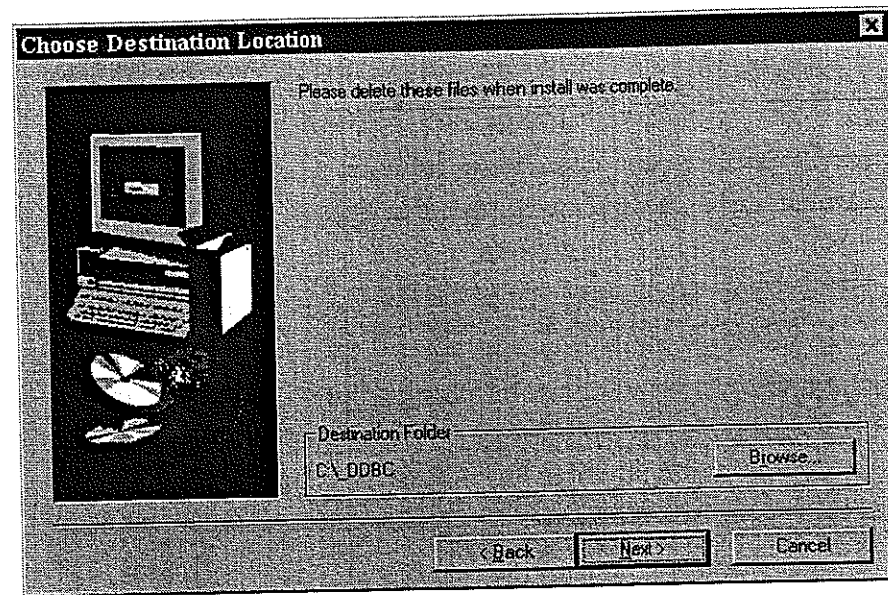 Choose Destination Location
Please delete these files when install was complete.
Destination Folder
C:\_ODBC
Browse...
< Back
Next >
Cancel